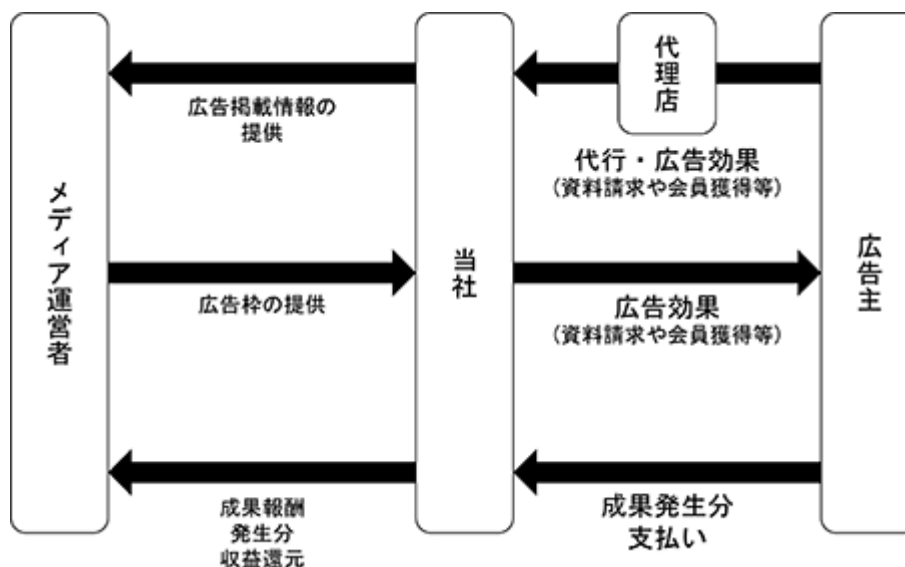 メディア運営者
広告掲載情報の
提供
広告枠の提供
成果報酬
発生分
収益還元
当社
代理店
代行・広告効果
（資料請求や会員獲得等）
広告効果
（資料請求や会員獲得等）
成果発生分
支払い
広告主